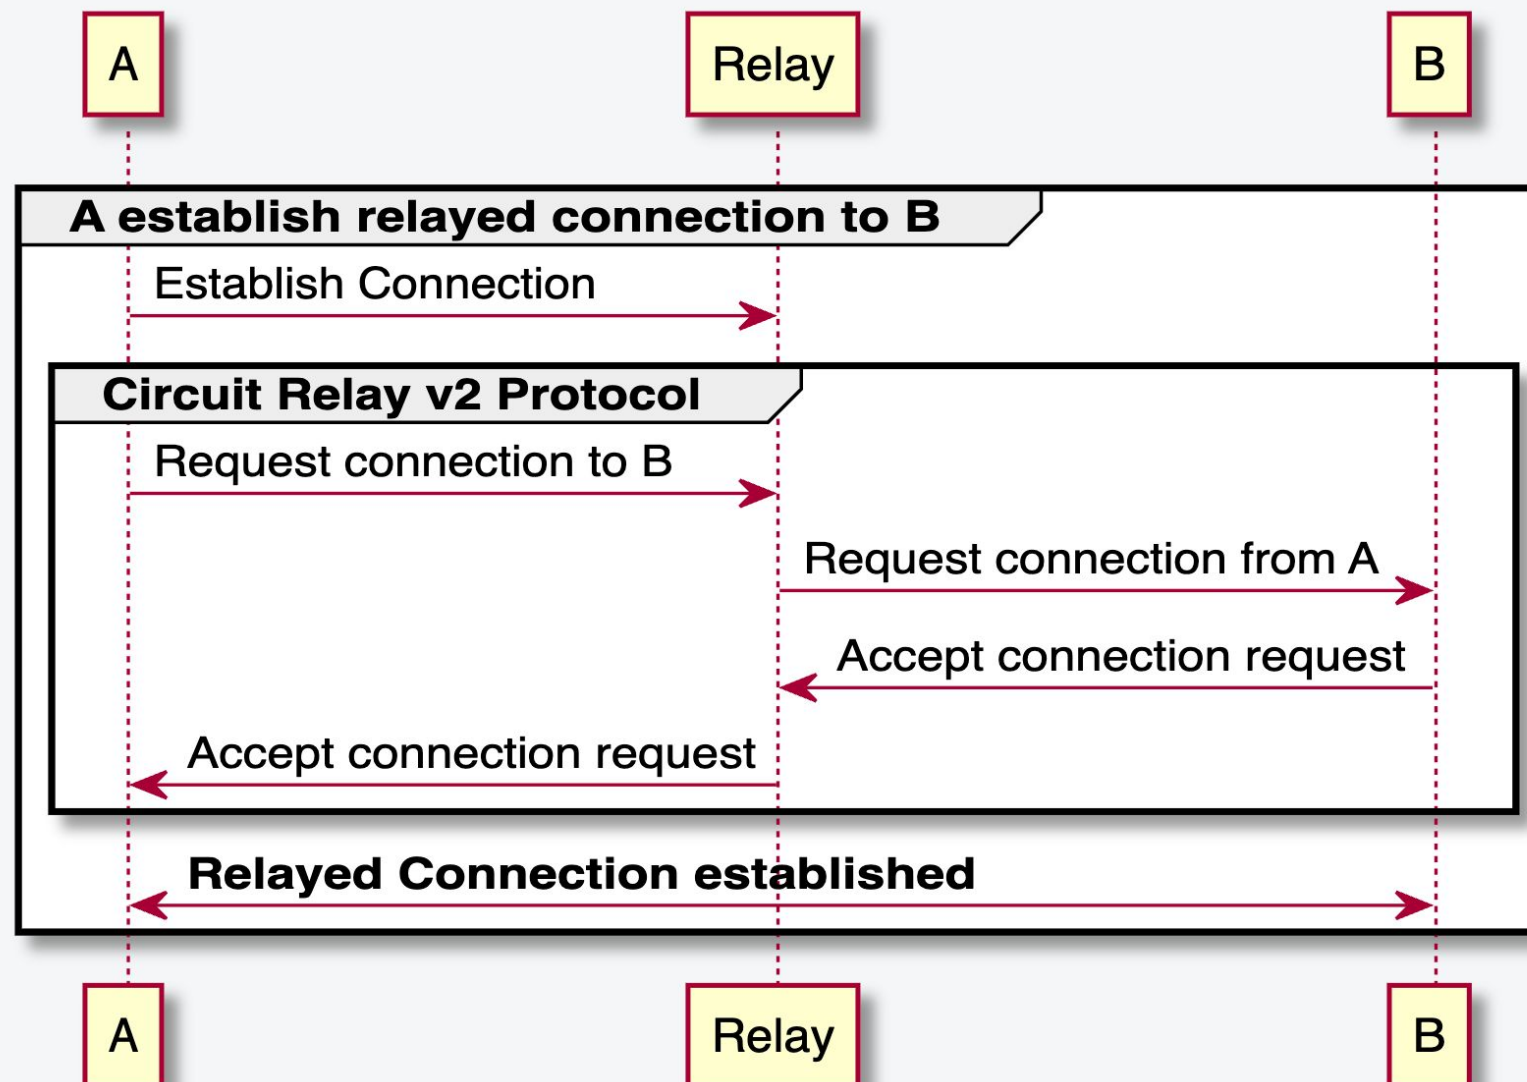 A
Relay
B
A establish relayed connection to B
Establish Connection
Circuit Relay v2 Protocol
Request connection to B
Request connection from A
Accept connection request
Accept connection request
Relayed Connection established
A
Relay
B